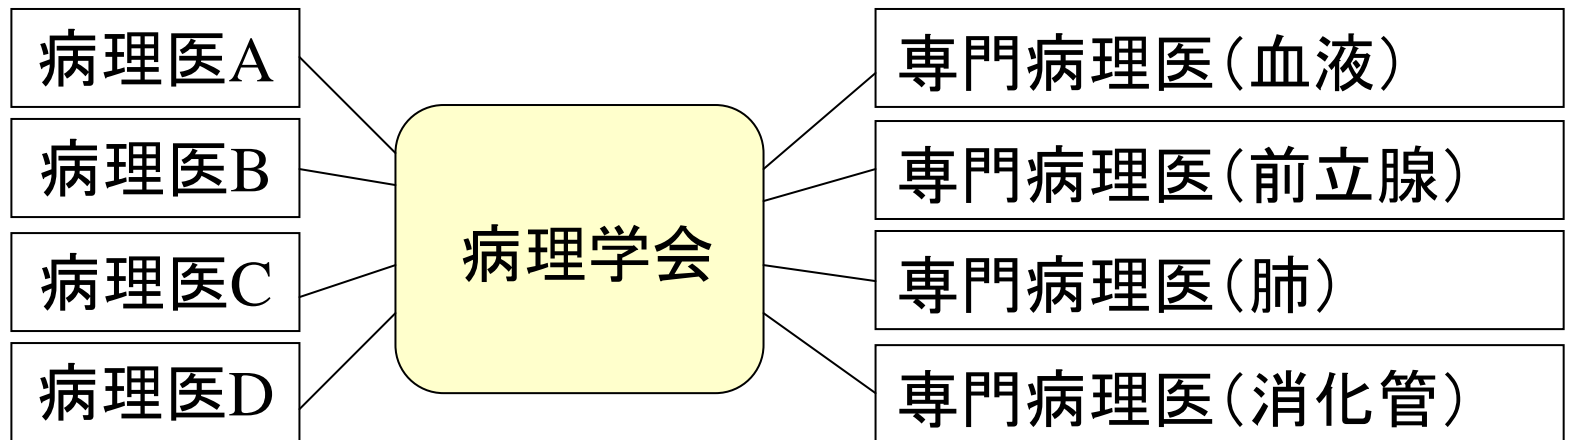 病理医A
病理医B
病理医C
病理医D
病理学会
専門病理医（血液）
専門病理医（前立腺）
専門病理医（肺）
専門病理医（消化管）